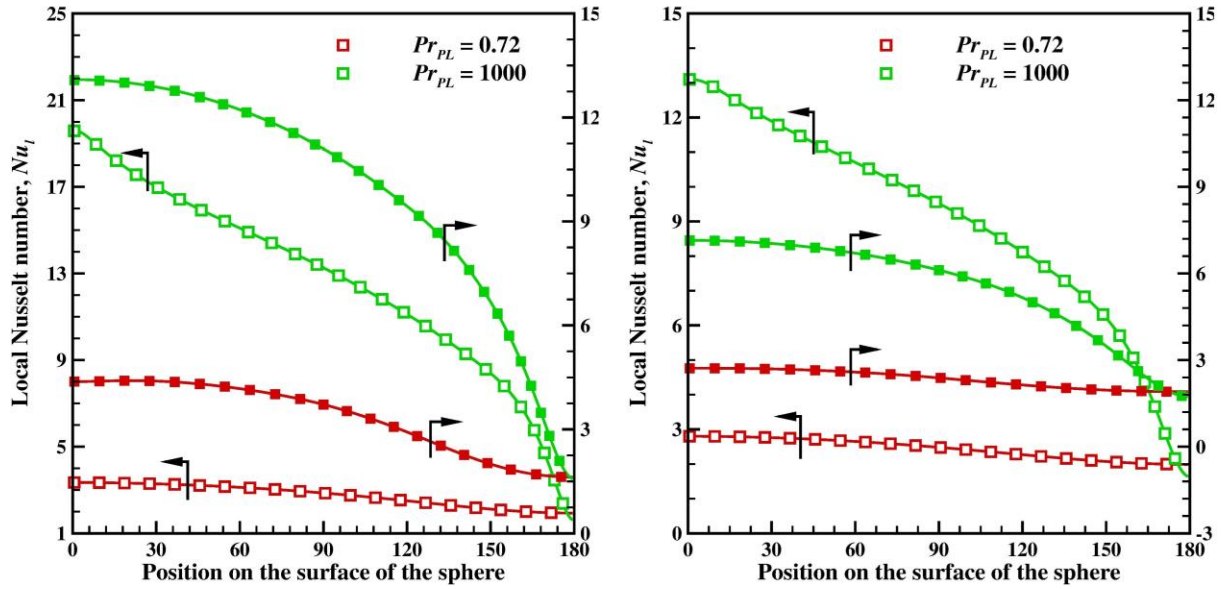 25
21
17
13
9
5
1
Local Nusselt number, Nu_l
15
12
9
6
3
0
Pr_PL = 0.72
Pr_PL = 1000
0 30 60 90 120 150 180
Position on the surface of the sphere
15
12
9
6
3
0
Local Nusselt number, Nu_l
15
12
9
6
3
0
-3
Pr_PL = 0.72
Pr_PL = 1000
0 30 60 90 120 150 180
Position on the surface of the sphere